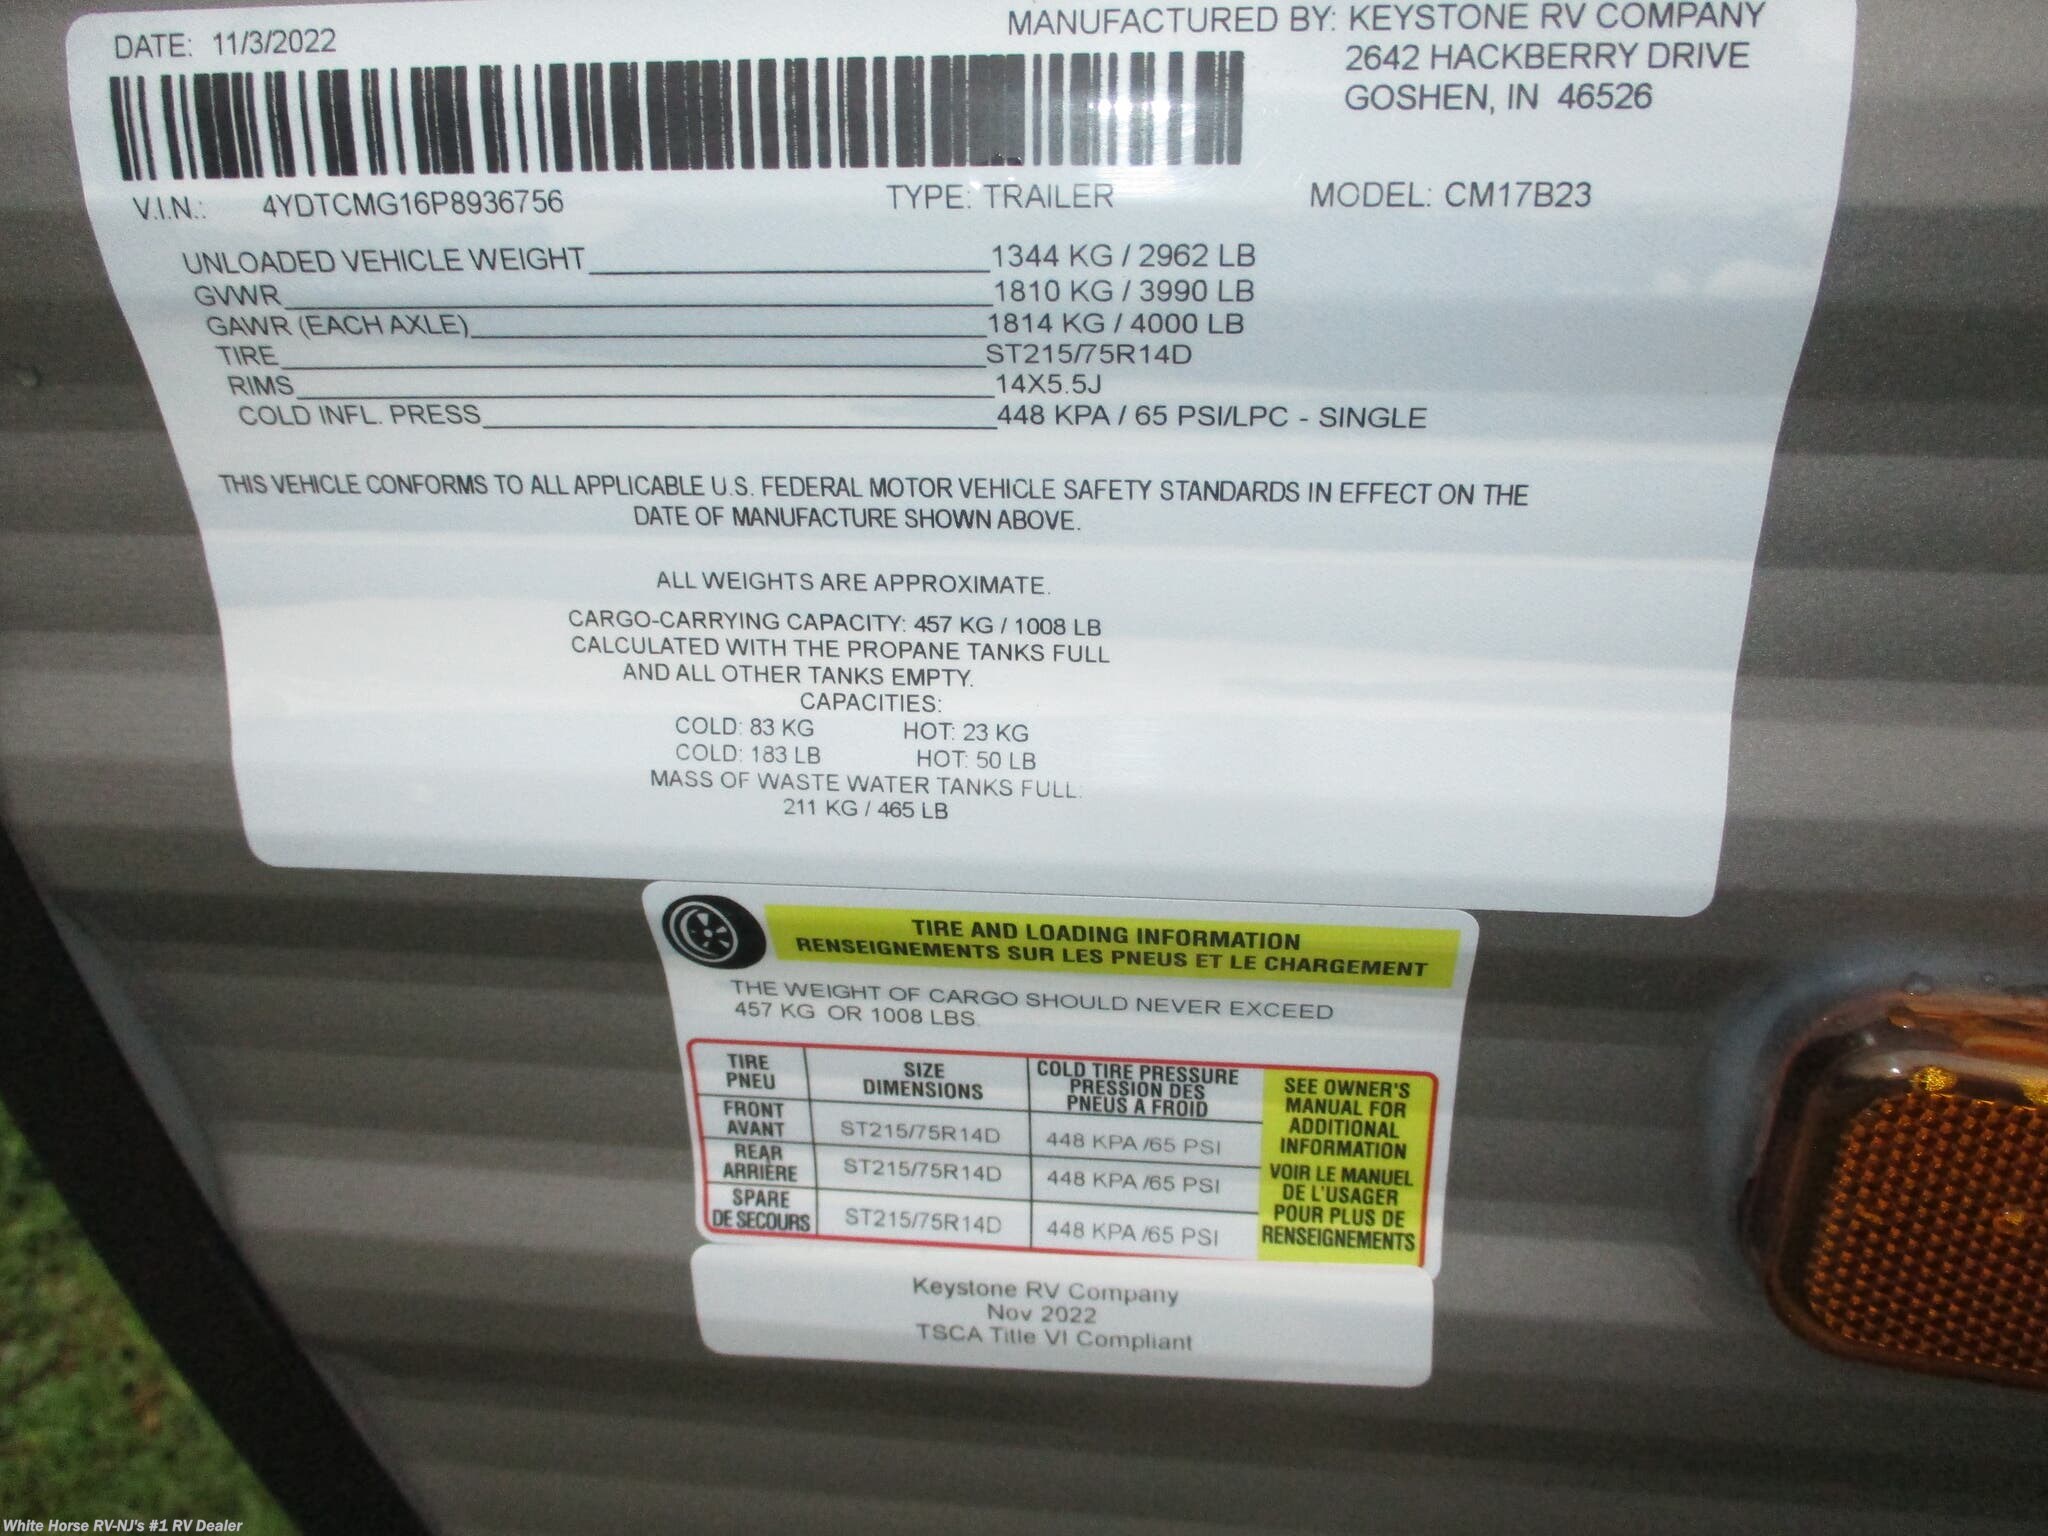 DATE: 11/3/2022
MANUFACTURED BY: KEYSTONE RV COMPANY
2642 HACKBERRY DRIVE
GOSHEN, IN 46526
V.I.N.: 4YDTCMG16P8936756 TYPE: TRAILER MODEL: CM17B23
UNLOADED VEHICLE WEIGHT 1344 KG / 2962 LB
GVWR 1810 KG / 3990 LB
GAWR (EACH AXLE) 1814 KG / 4000 LB
TIRE ST215/75R14D
RIMS 14X5.5J
COLD INFL. PRESS 448 KPA / 65 PSI/LPC - SINGLE
THIS VEHICLE CONFORMS TO ALL APPLICABLE U.S. FEDERAL MOTOR VEHICLE SAFETY STANDARDS IN EFFECT ON THE
DATE OF MANUFACTURE SHOWN ABOVE.
ALL WEIGHTS ARE APPROXIMATE.
CARGO-CARRYING CAPACITY: 457 KG / 1008 LB
CALCULATED WITH THE PROPANE TANKS FULL
AND ALL OTHER TANKS EMPTY.
CAPACITIES:
COLD: 83 KG HOT: 23 KG
COLD: 183 LB HOT: 50 LB
MASS OF WASTE WATER TANKS FULL:
211 KG / 465 LB
TIRE AND LOADING INFORMATION
RENSEIGNEMENTS SUR LES PNEUS ET LE CHARGEMENT
THE WEIGHT OF CARGO SHOULD NEVER EXCEED
457 KG OR 1008 LBS.
TIRE
PNEU
SIZE
DIMENSIONS
COLD TIRE PRESSURE
PRESSION DES
PNEUS A FROID
FRONT
AVANT
ST215/75R14D
448 KPA /65 PSI
REAR
ARRIÈRE
ST215/75R14D
448 KPA /65 PSI
SPARE
DE SECOURS
ST215/75R14D
448 KPA /65 PSI
SEE OWNER'S
MANUAL FOR
ADDITIONAL
INFORMATION
VOIR LE MANUEL
DE L'USAGER
POUR PLUS DE
RENSEIGNEMENTS
Keystone RV Company
Nov 2022
TSCA Title VI Compliant
White Horse RV-NJ's #1 RV Dealer